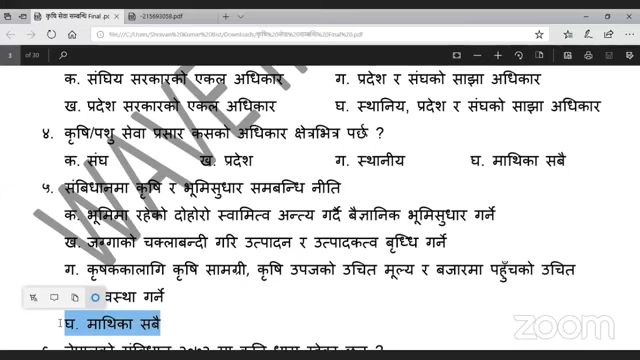 कृषि सेवा सम्बन्धि Final .pdf
-215693058.pdf
file:///C:/Users/Shravan%20Kumar%20Bist/Downloads/कृषि%20सेवा%20सम्बन्धि%20Final%20.pdf
3 of 30
क. संघिय सरकारको एकल अधिकार ग. प्रदेश र संघको साझा अधिकार
ख. प्रदेश सरकारको एकल अधिकार घ. स्थानिय, प्रदेश र संघको साझा अधिकार
४. कृषि/पशु सेवा प्रसार कसको अधिकार क्षेत्रभित्र पर्छ ?
क. संघ ख. प्रदेश ग. स्थानीय घ. माथिका सबै
५. संबिधानमा कृषि र भूमिसुधार समबन्धि नीति
क. भूमिमा रहेको दोहोरो स्वामित्व अन्त्य गर्दै बैज्ञानिक भूमिसुधार गर्ने
ख. जग्गाको चक्लाबन्दी गरि उत्पादन र उत्पादकत्व बृध्धि गर्ने
ग. कृषककालागि कृषि सामग्री, कृषि उपजको उचित मूल्य र बजारमा पहुँचको उचित
वस्था गर्ने
घ. माथिका सबै
WAVE
zoom